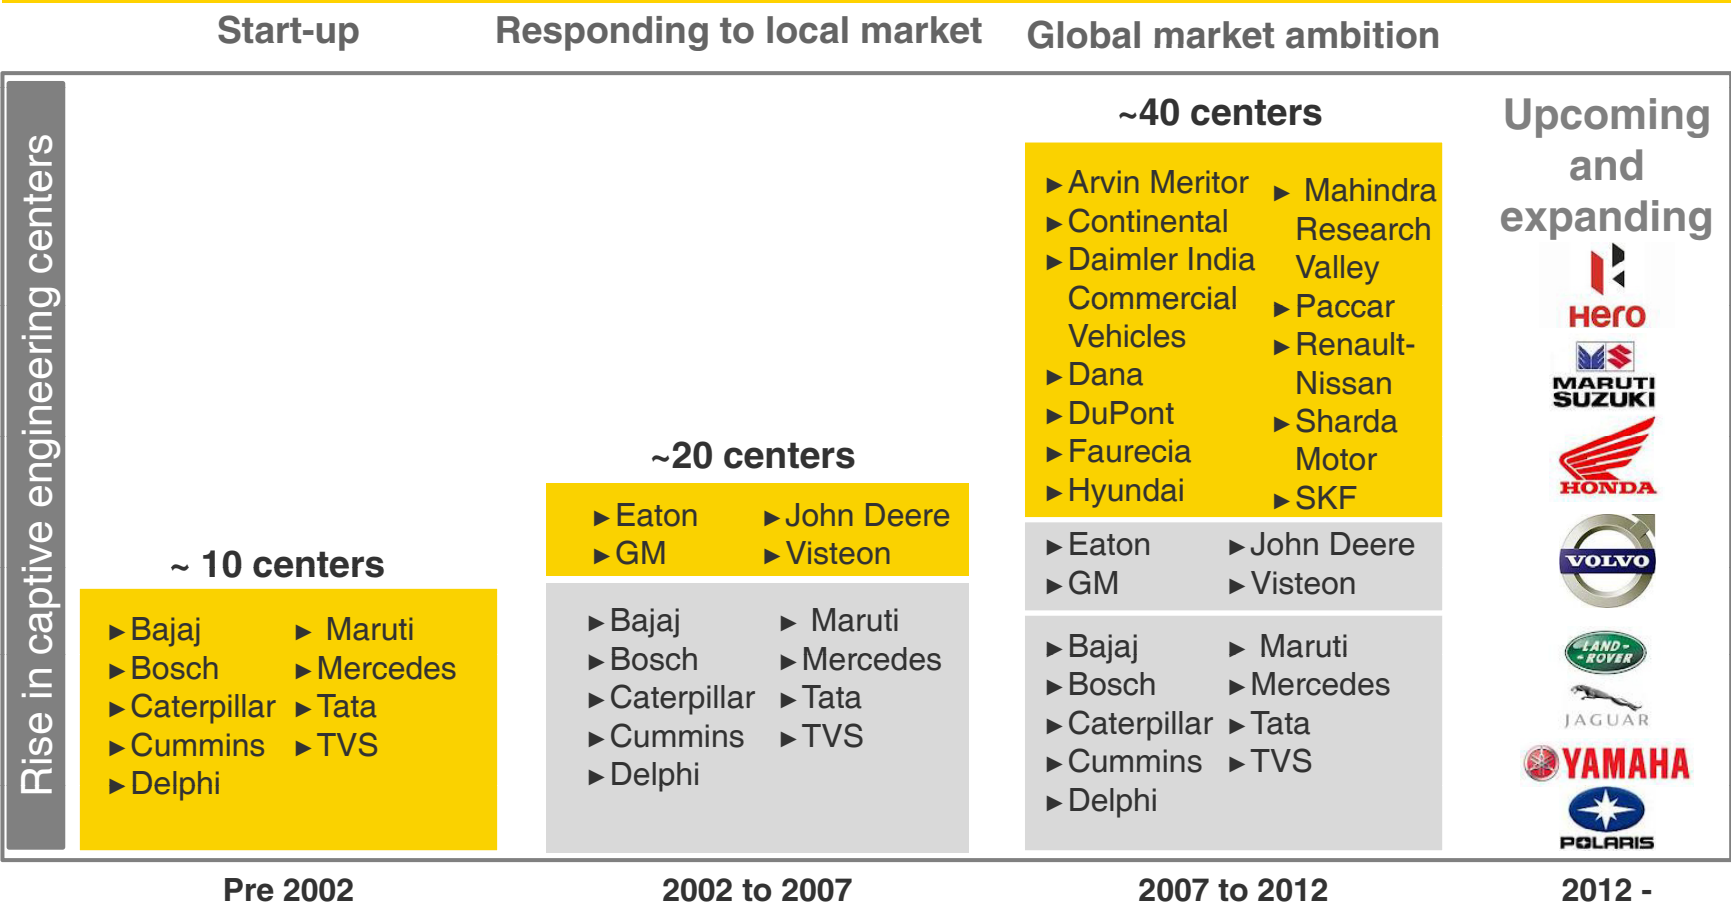 Start-up
Responding to local market
Global market ambition
Rise in captive engineering centers
~ 10 centers
►Bajaj
►Bosch
►Caterpillar
►Cummins
►Delphi
► Maruti
►Mercedes
►Tata
►TVS
~20 centers
►Eaton
►GM
►John Deere
►Visteon
►Bajaj
►Bosch
►Caterpillar
►Cummins
►Delphi
► Maruti
►Mercedes
►Tata
►TVS
~40 centers
►Arvin Meritor
►Continental
►Daimler India
Commercial
Vehicles
►Dana
►DuPont
►Faurecia
►Hyundai
► Mahindra
Research
Valley
►Paccar
►Renault-
Nissan
►Sharda
Motor
►SKF
►Eaton
►GM
►John Deere
►Visteon
►Bajaj
►Bosch
►Caterpillar
►Cummins
►Delphi
► Maruti
►Mercedes
►Tata
►TVS
Upcoming
and
expanding
Hero
MARUTI
SUZUKI
HONDA
VOLVO
LAND-
-ROVER
JAGUAR
YAMAHA
POLARIS
Pre 2002
2002 to 2007
2007 to 2012
2012 -